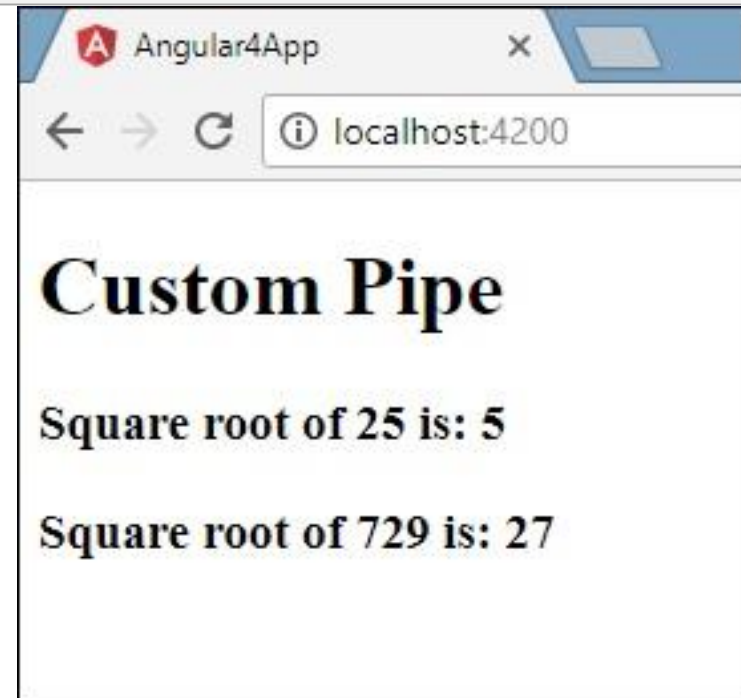 Angular4App
localhost:4200
Custom Pipe
Square root of 25 is: 5
Square root of 729 is: 27